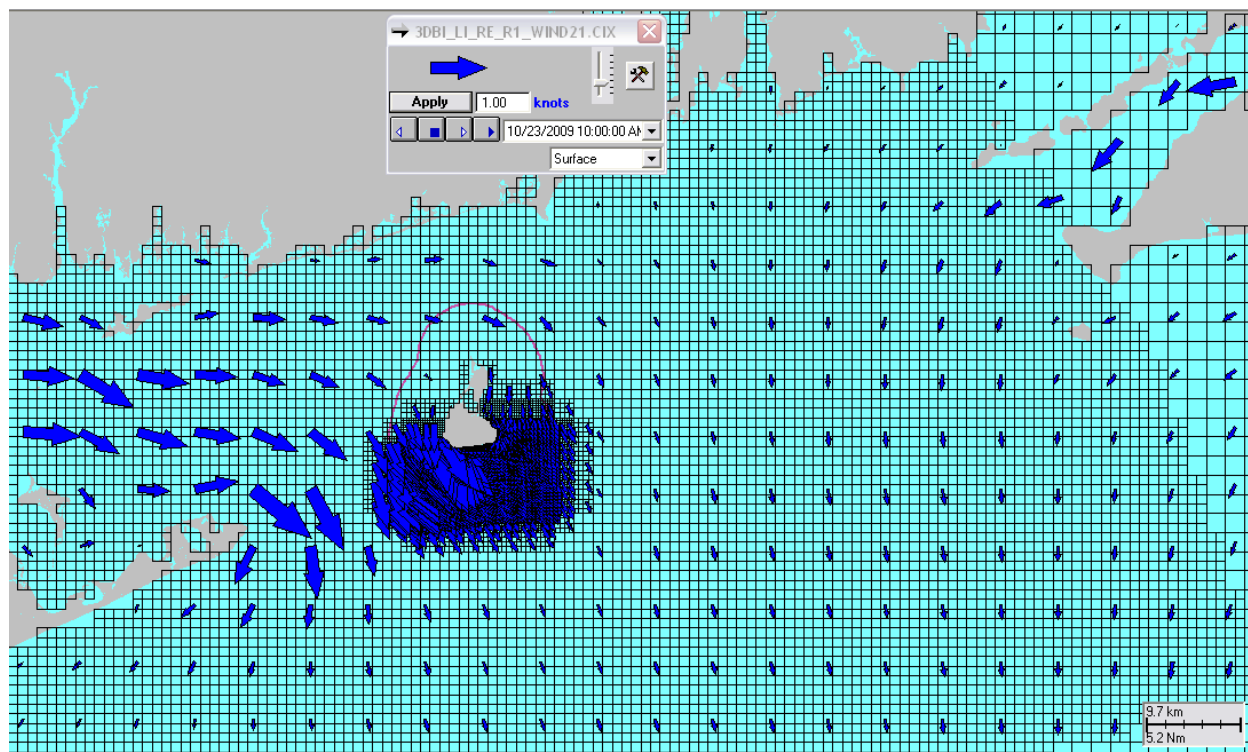 3DBI_LI_RE_R1_WIND21.CIX
Apply 1.00 knots
10/23/2009 10:00:00 AM
Surface
9.7 km
5.2 Nm